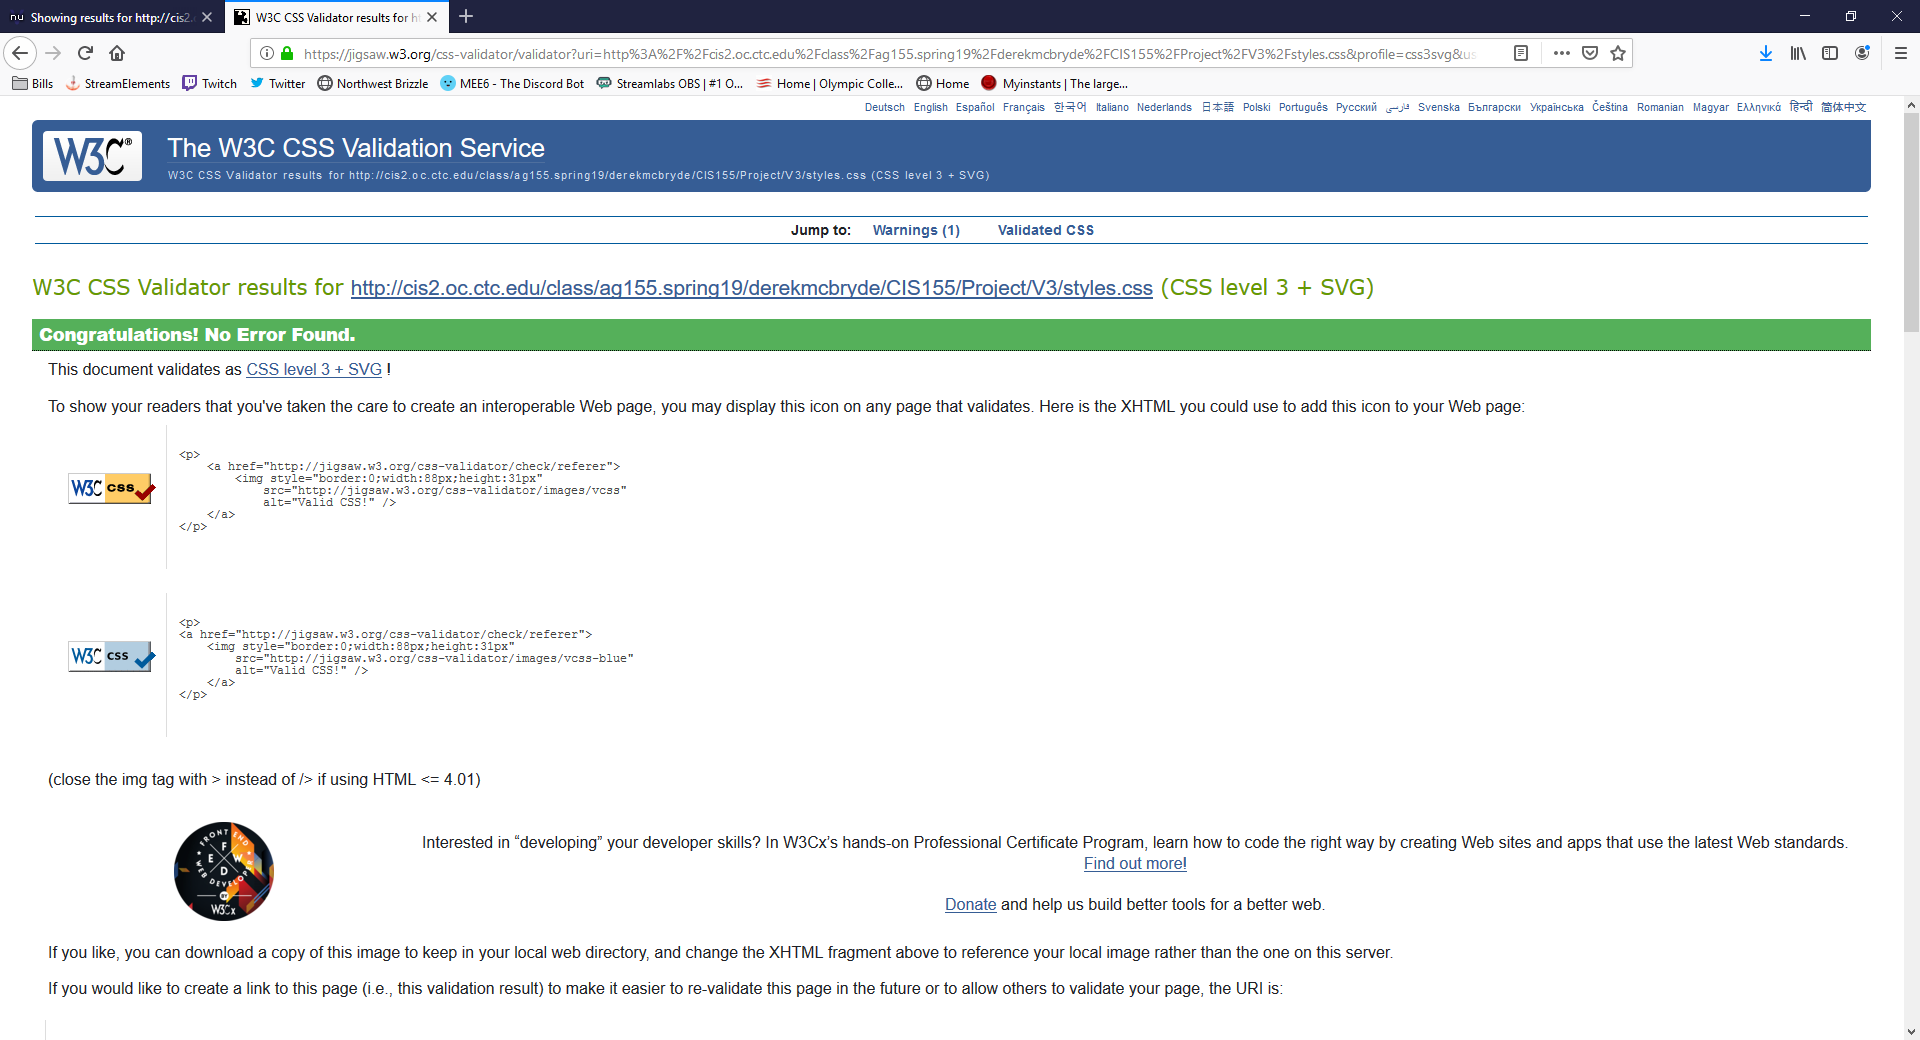 Showing results for http://cis2.
W3C CSS Validator results for ht
https://jigsaw.w3.org/css-validator/validator?uri=http%3A%2F%2Fcis2.oc.ctc.edu%2Fclass%2Fag155.spring19%2Fderekmcbryde%2FCIS155%2FProject%2FV3%2Fstyles.css&profile=css3svg&us
Bills StreamElements Twitch Twitter Northwest Brizzle MEE6 - The Discord Bot Streamlabs OBS | #1 O... Home | Olympic Colle... Home Myinstants | The large...
Deutsch English Español Français 한국어 Italiano Nederlands 日本語 Polski Português Русский فارسی Svenska Български Українська Čeština Romanian Magyar Ελληνικά हिन्दी 简体中文
W3C® The W3C CSS Validation Service
W3C CSS Validator results for http://cis2.oc.ctc.edu/class/ag155.spring19/derekmcbryde/CIS155/Project/V3/styles.css (CSS level 3 + SVG)
Jump to: Warnings (1) Validated CSS
W3C CSS Validator results for http://cis2.oc.ctc.edu/class/ag155.spring19/derekmcbryde/CIS155/Project/V3/styles.css (CSS level 3 + SVG)
Congratulations! No Error Found.
This document validates as CSS level 3 + SVG !
To show your readers that you've taken the care to create an interoperable Web page, you may display this icon on any page that validates. Here is the XHTML you could use to add this icon to your Web page:
W3C CSS
<p>
<a href="http://jigsaw.w3.org/css-validator/check/referer">
<img style="border:0;width:88px;height:31px"
src="http://jigsaw.w3.org/css-validator/images/vcss"
alt="Valid CSS!" />
</a>
</p>
W3C CSS
<p>
<a href="http://jigsaw.w3.org/css-validator/check/referer">
<img style="border:0;width:88px;height:31px"
src="http://jigsaw.w3.org/css-validator/images/vcss-blue"
alt="Valid CSS!" />
</a>
</p>
(close the img tag with > instead of /> if using HTML <= 4.01)
FRONT END
F E W D
WEB DEVELOPER
W3Cx
Interested in “developing” your developer skills? In W3Cx’s hands-on Professional Certificate Program, learn how to code the right way by creating Web sites and apps that use the latest Web standards.
Find out more!
Donate and help us build better tools for a better web.
If you like, you can download a copy of this image to keep in your local web directory, and change the XHTML fragment above to reference your local image rather than the one on this server.
If you would like to create a link to this page (i.e., this validation result) to make it easier to re-validate this page in the future or to allow others to validate your page, the URI is: